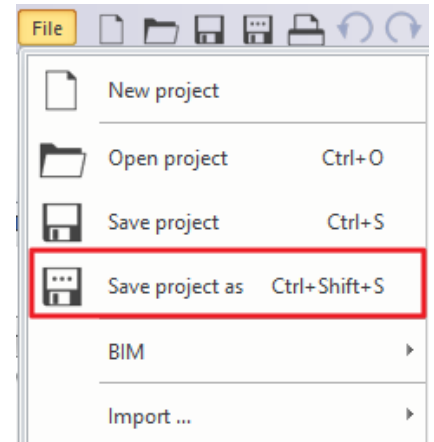 File
New project
Open project Ctrl+O
Save project Ctrl+S
Save project as Ctrl+Shift+S
BIM
Import ...